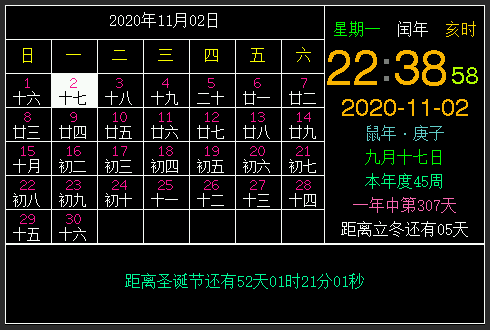 2020年11月02日
日 一 二 三 四 五 六
1 2 3 4 5 6 7
十六 十七 十八 十九 二十 廿一 廿二
8 9 10 11 12 13 14
廿三 廿四 廿五 廿六 廿七 廿八 廿九
15 16 17 18 19 20 21
十月 初二 初三 初四 初五 初六 初七
22 23 24 25 26 27 28
初八 初九 初十 十一 十二 十三 十四
29 30
十五 十六
星期一 闰年 亥时
22:38 58
2020-11-02
鼠年·庚子
九月十七日
本年度45周
一年中第307天
距离立冬还有05天
距离圣诞节还有52天01时21分01秒